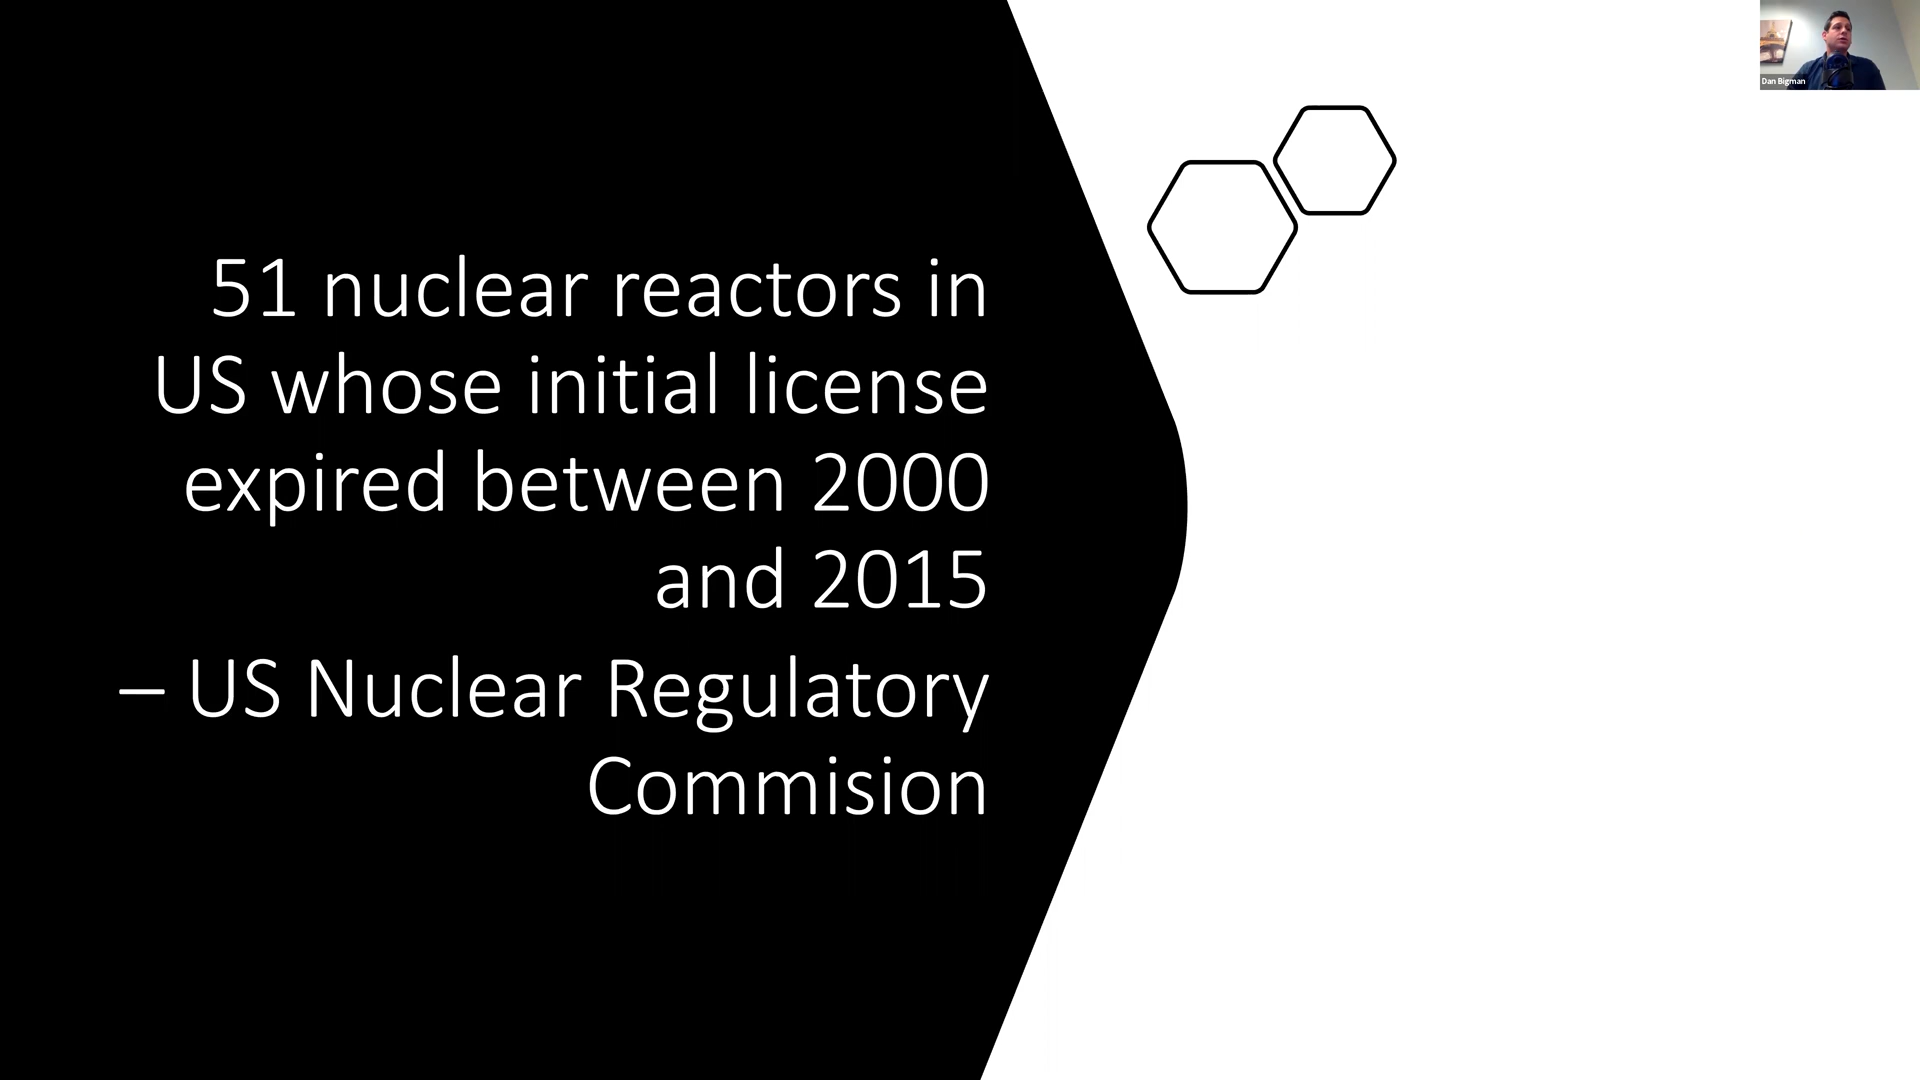 51 nuclear reactors in
US whose initial license
expired between 2000
and 2015
– US Nuclear Regulatory
Commision
Dan Bigman